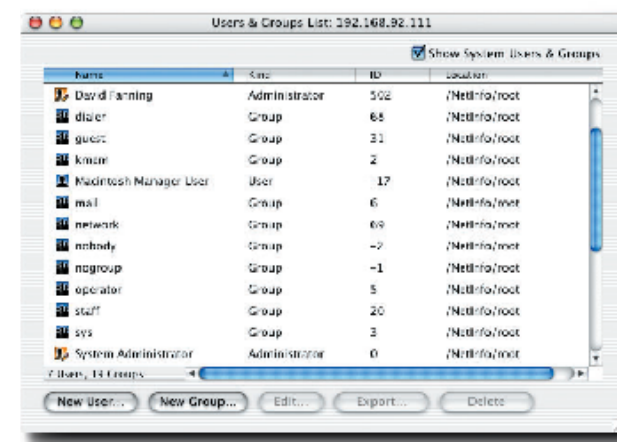 Users & Groups List: 192.168.92.111
Show System Users & Groups
Name Kind ID Location
David Fanning Administrator 502 /NetInfo/root
dialer Group 68 /NetInfo/root
guest Group 31 /NetInfo/root
kmem Group 2 /NetInfo/root
Macintosh Manager User User -17 /NetInfo/root
mail Group 6 /NetInfo/root
network Group 69 /NetInfo/root
nobody Group -2 /NetInfo/root
nogroup Group -1 /NetInfo/root
operator Group 5 /NetInfo/root
staff Group 20 /NetInfo/root
sys Group 3 /NetInfo/root
System Administrator Administrator 0 /NetInfo/root
7 Users, 19 Groups
New User... New Group... Edit... Export... Delete